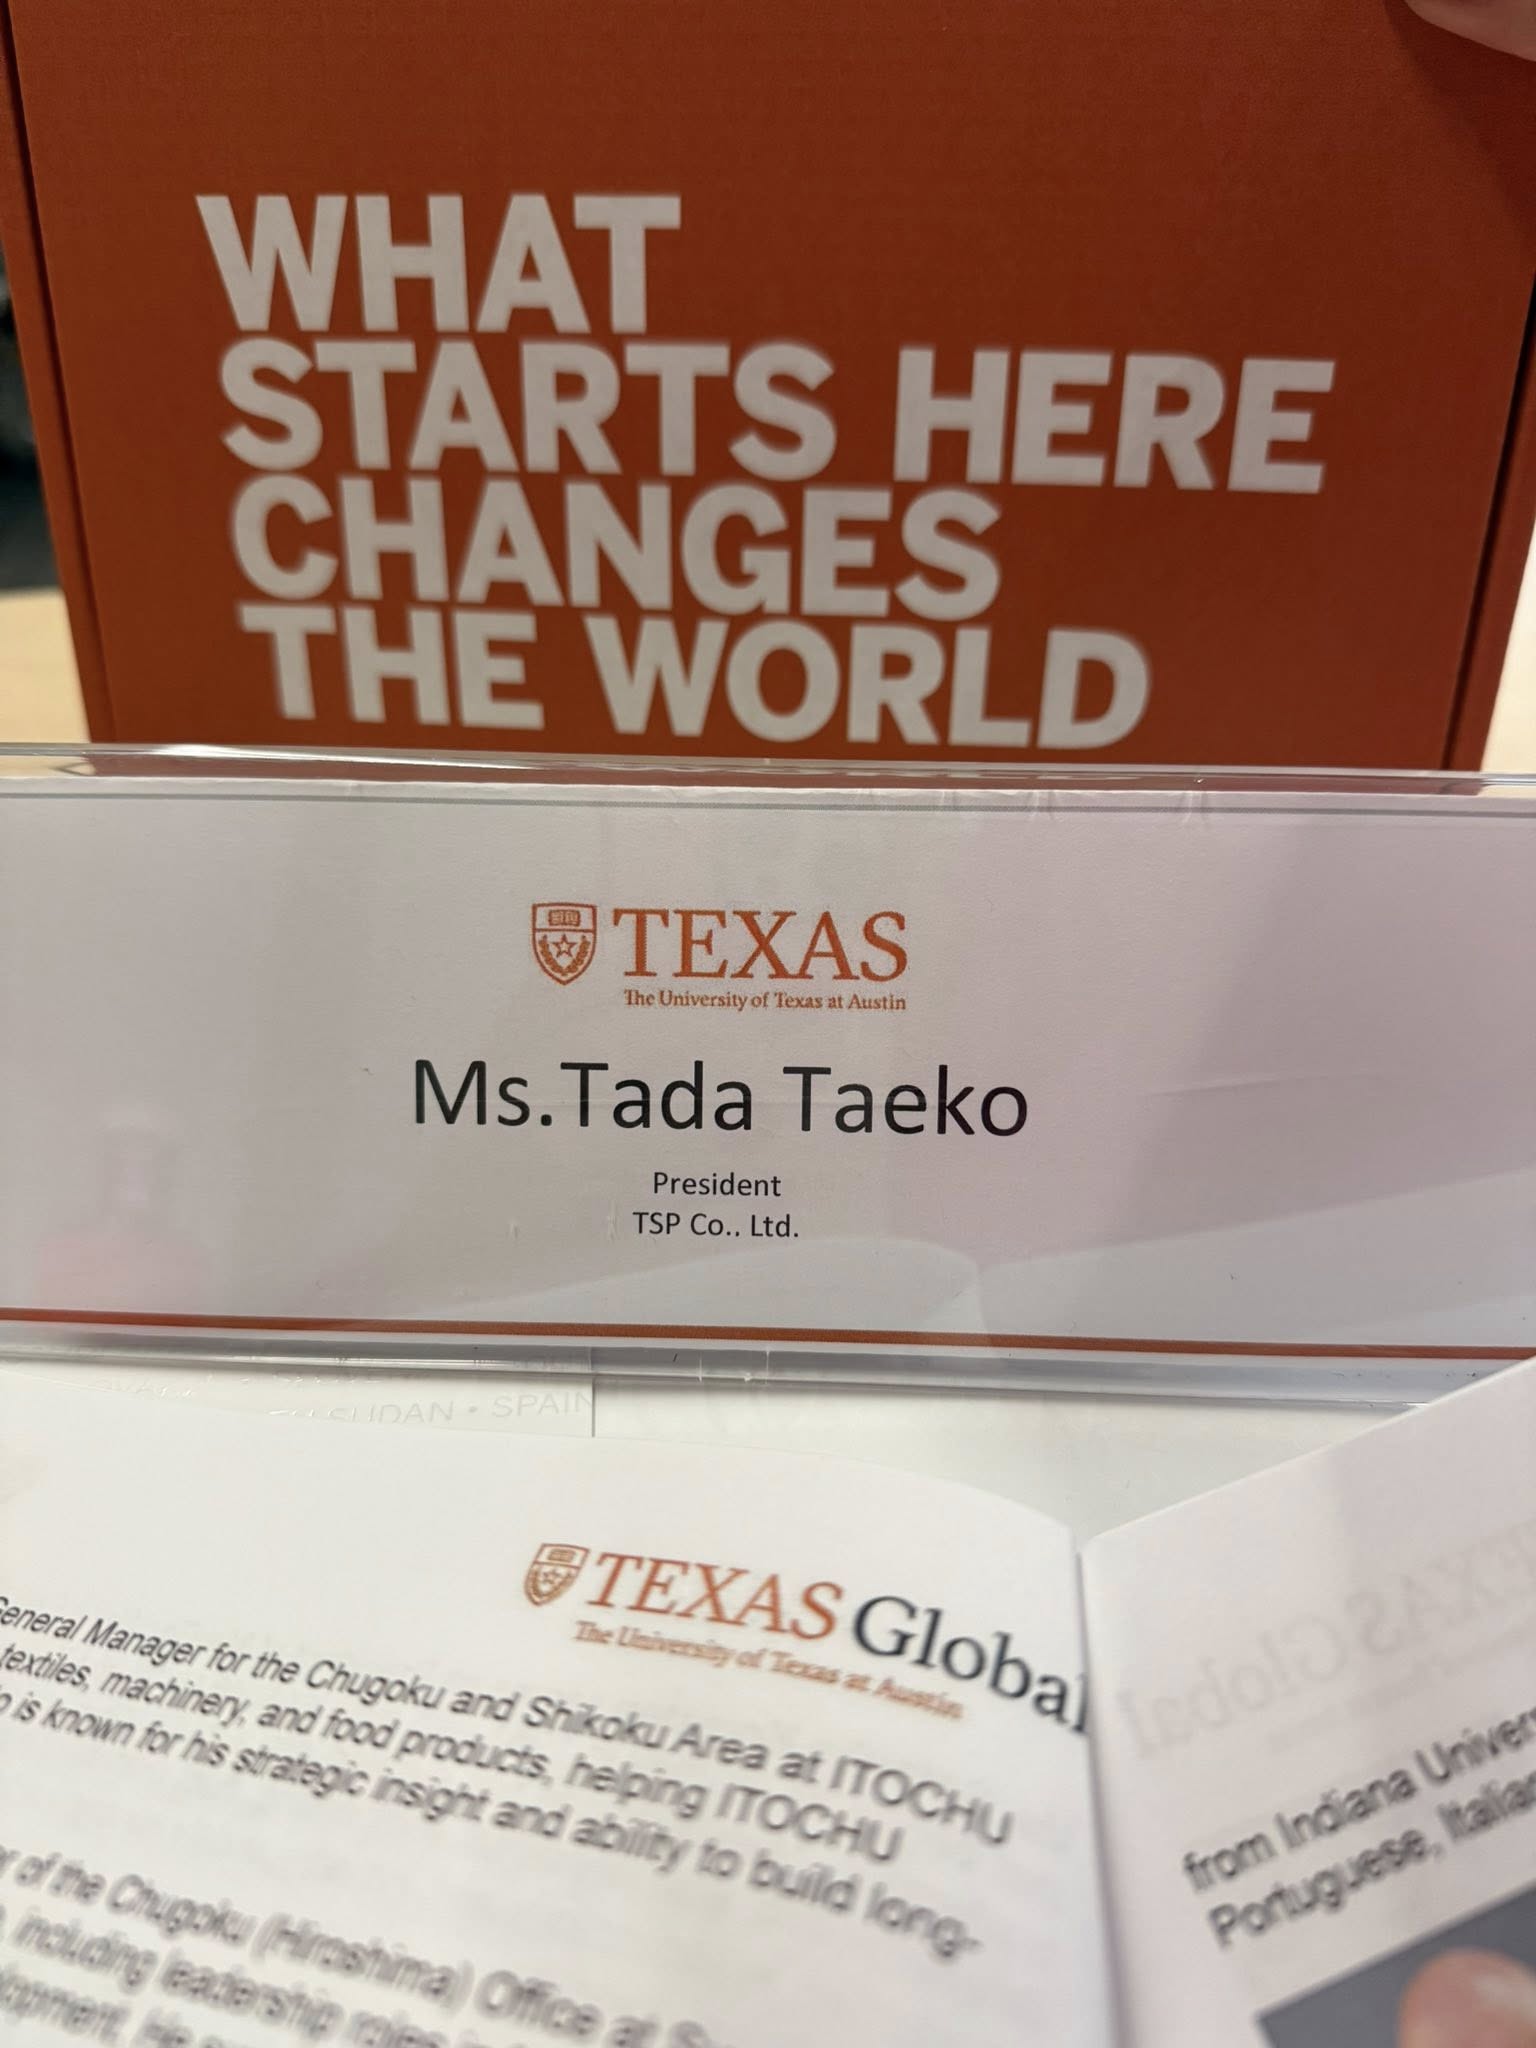 WHAT
STARTS HERE
CHANGES
THE WORLD
TEXAS
The University of Texas at Austin
Ms.Tada Taeko
President
TSP Co.. Ltd.
SUDAN • SPAIN
TEXAS Global
The University of Texas at Austin
General Manager for the Chugoku and Shikoku Area at ITOCHU
textiles, machinery, and food products, helping ITOCHU
is known for his strategic insight and ability to build long-
of the Chugoku (Hiroshima) Office at
including leadership roles
He
from Indiana
Portuguese, Italian